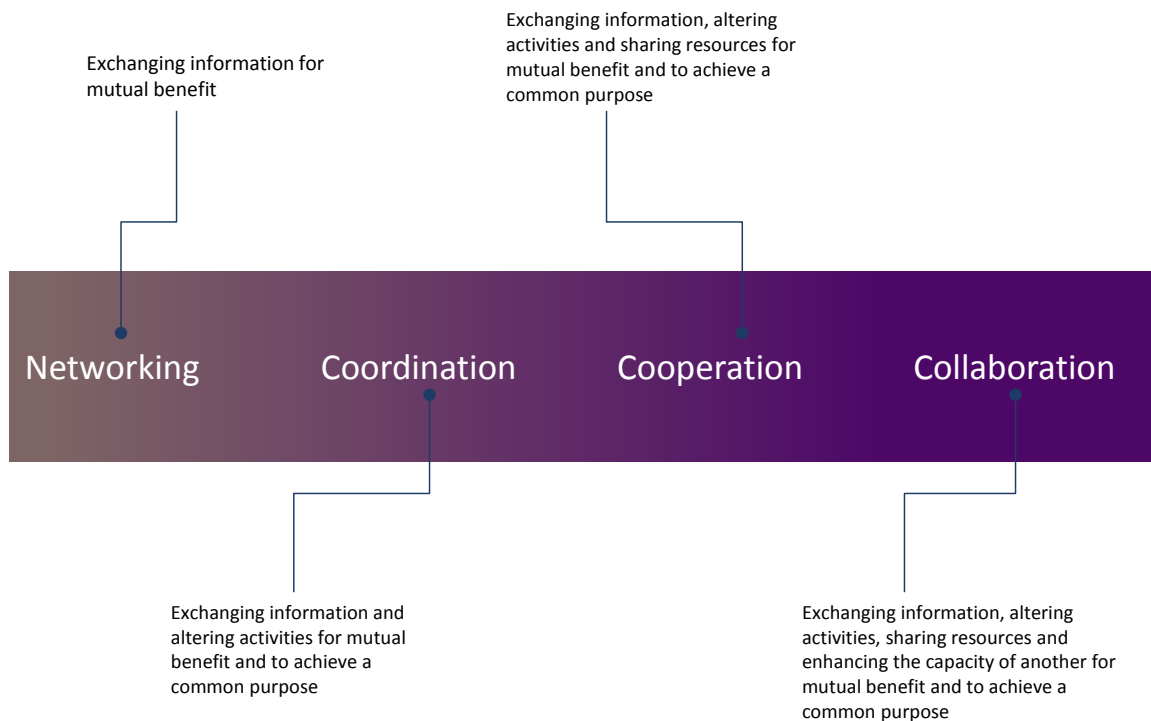 Exchanging information for
mutual benefit
Exchanging information, altering
activities and sharing resources for
mutual benefit and to achieve a
common purpose
Networking
Coordination
Cooperation
Collaboration
Exchanging information and
altering activities for mutual
benefit and to achieve a
common purpose
Exchanging information, altering
activities, sharing resources and
enhancing the capacity of another for
mutual benefit and to achieve a
common purpose